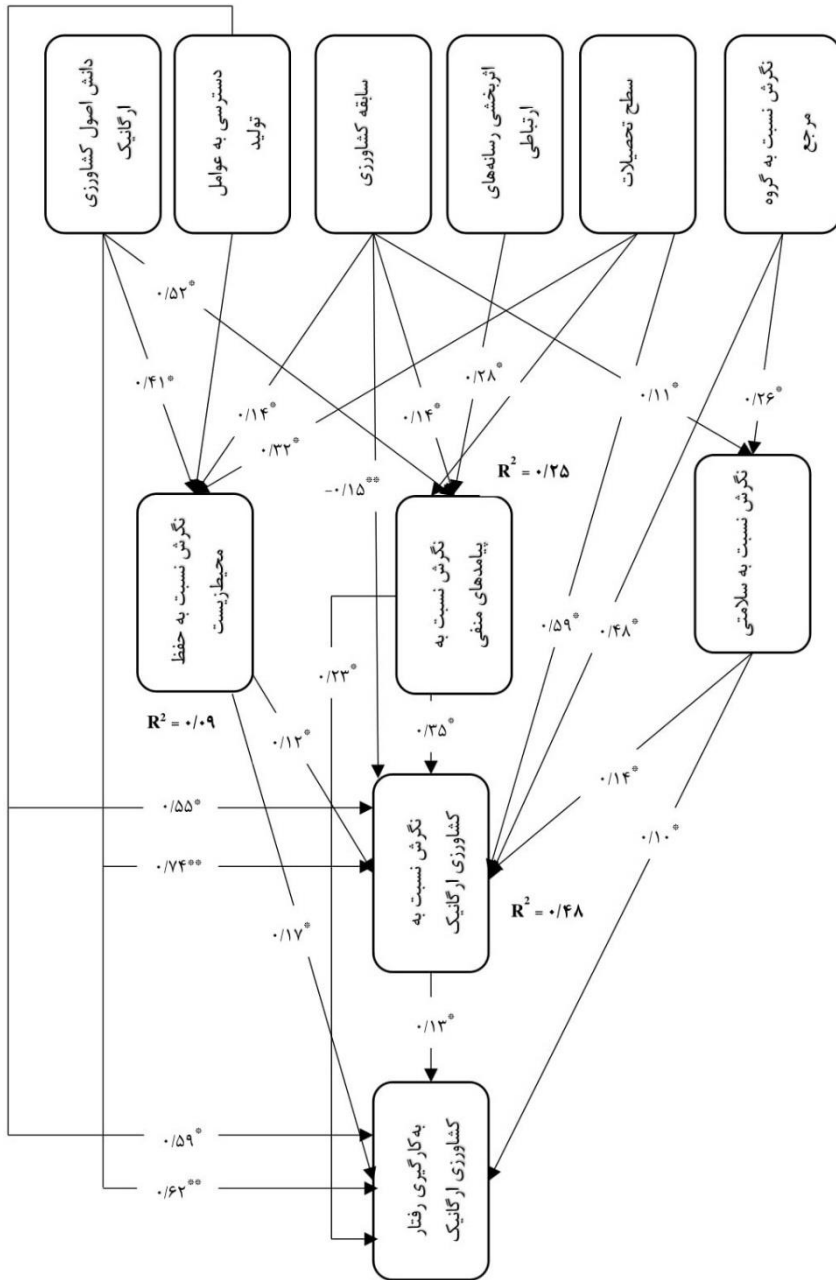 دانش اصول کشاورزی
ارگانیک
دسترسی به عوامل
تولید
سابقه کشاورزی
اثربخشی رسانه‌های
ارتباطی
سطح تحصیلات
نگرش نسبت به گروه
مرجع
۰/۵۲*
۰/۴۱*
۰/۱۴*
۰/۳۲*
-۰/۱۵**
۰/۱۴*
۰/۲۸*
۰/۱۱*
۰/۲۶*
R² = ۰/۲۵
نگرش نسبت به حفظ
محیط‌زیست
نگرش نسبت به
پیامدهای منفی
نگرش نسبت به سلامتی
R² = ۰/۰۹
۰/۲۳*
۰/۵۹*
۰/۴۸*
۰/۱۲*
۰/۳۵*
۰/۱۴*
۰/۱۰*
۰/۵۵*
۰/۷۴**
نگرش نسبت به
کشاورزی ارگانیک
R² = ۰/۴۸
۰/۱۷*
۰/۱۳*
۰/۵۹*
۰/۶۲**
به‌کارگیری رفتار
کشاورزی ارگانیک